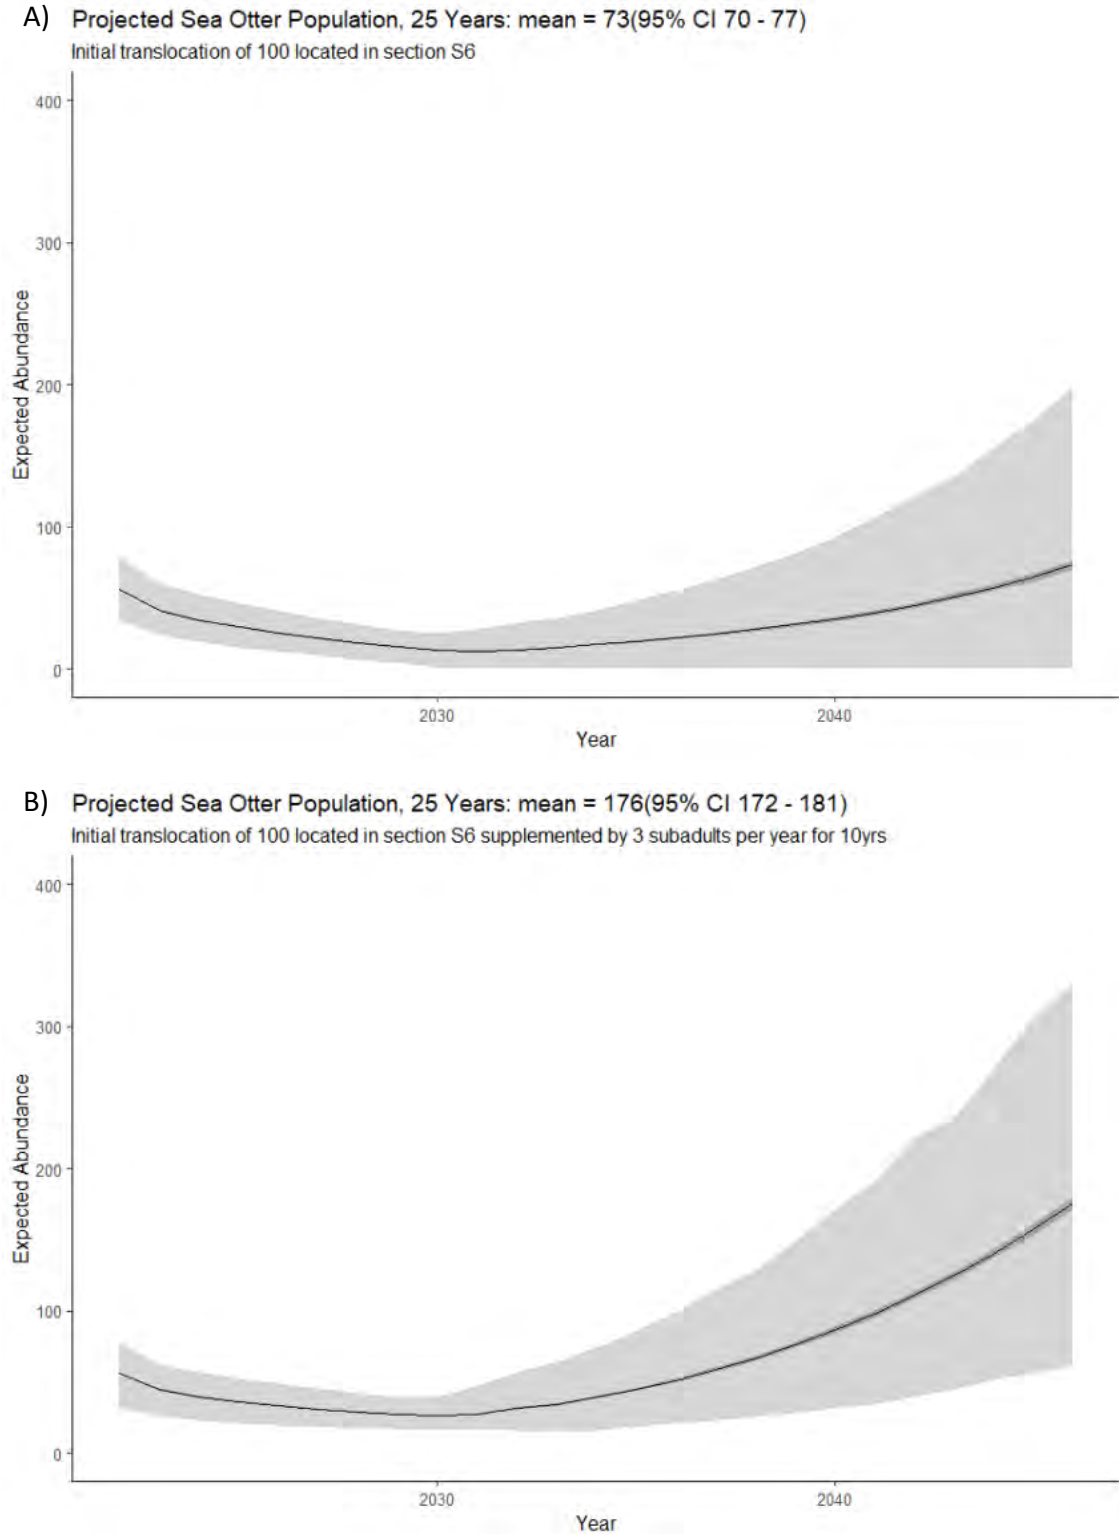 A) Projected Sea Otter Population, 25 Years: mean = 73(95% CI 70 - 77)
Initial translocation of 100 located in section S6
400
300
200
100
0
Expected Abundance
2030 2040
Year
B) Projected Sea Otter Population, 25 Years: mean = 176(95% CI 172 - 181)
Initial translocation of 100 located in section S6 supplemented by 3 subadults per year for 10yrs
400
300
200
100
0
Expected Abundance
2030 2040
Year